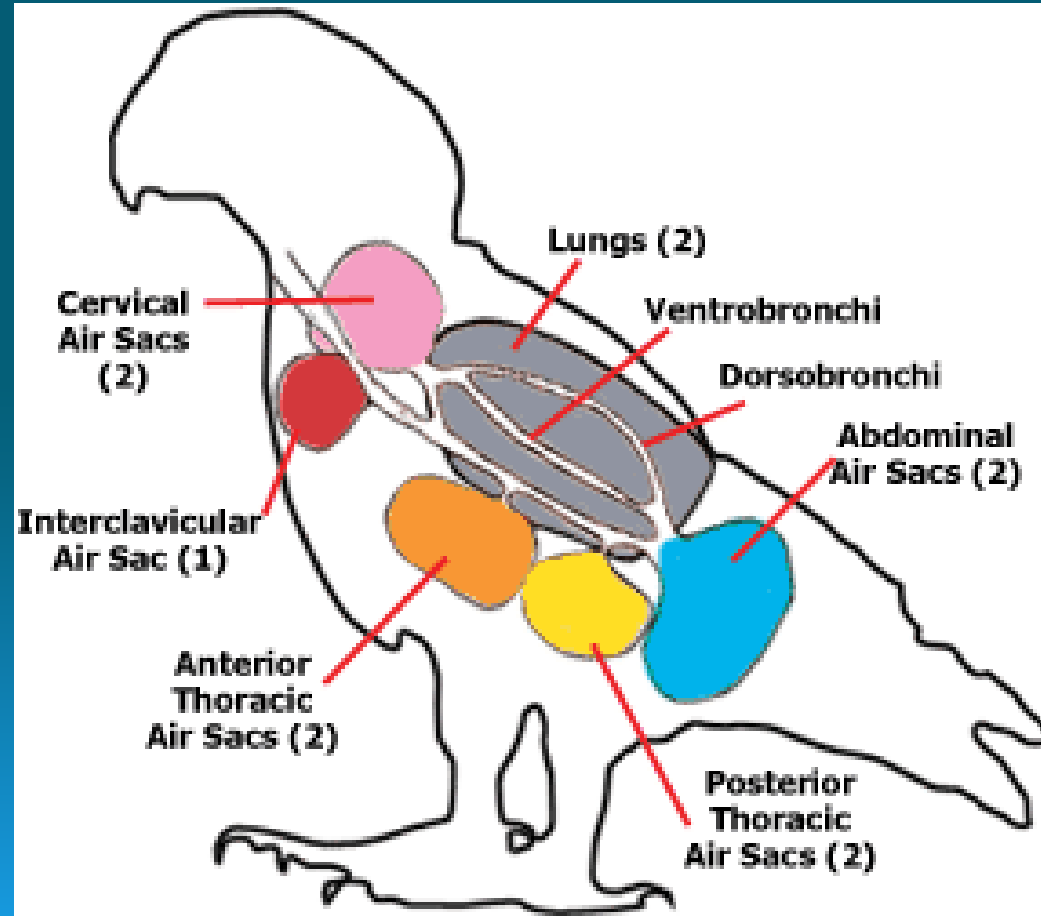 Lungs (2)
Cervical
Air Sacs
(2)
Ventrobronchi
Dorsobronchi
Abdominal
Air Sacs (2)
Interclavicular
Air Sac (1)
Anterior
Thoracic
Air Sacs (2)
Posterior
Thoracic
Air Sacs (2)